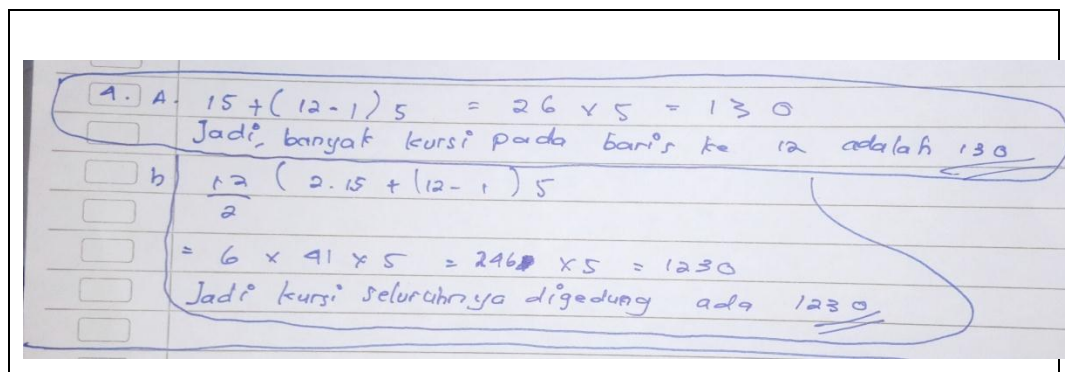 4. A. 15 + ( 12 - 1 ) 5 = 26 x 5 = 130
Jadi, banyak kursi pada baris ke 12 adalah 130
b 12/2 ( 2.15 + (12 - 1 ) 5
= 6 x 41 x 5 = 246 x 5 = 1230
Jadi kursi seluruhnya digedung ada 1230